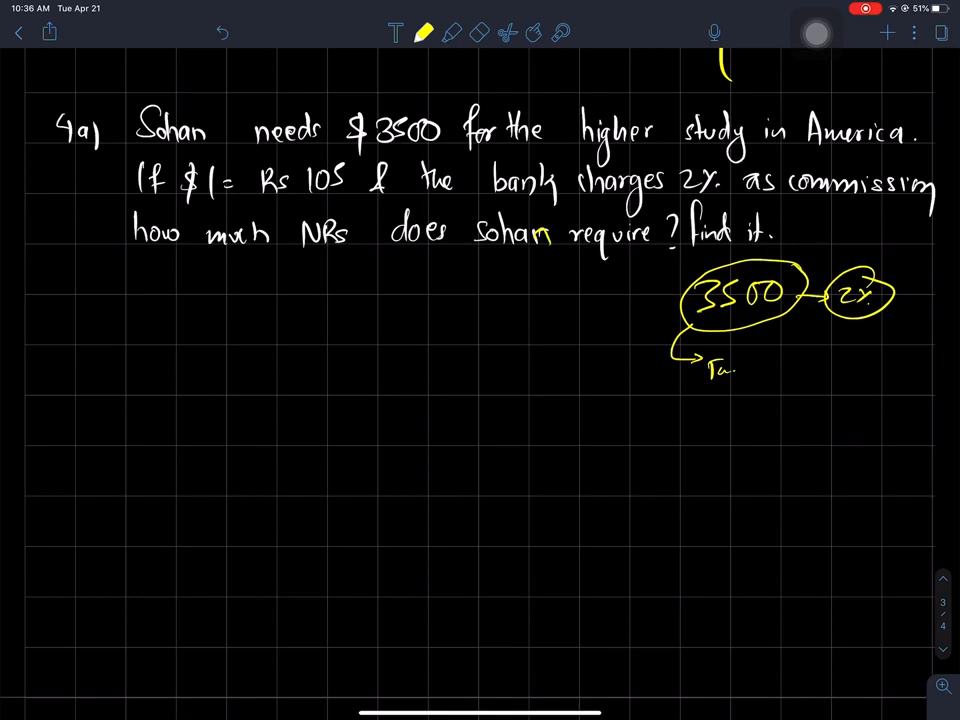 10:36 AM Tue Apr 21
51%
T
4a) Sohan needs $ 3500 for the higher study in America.
If $1 = Rs 105 & the bank charges 2% as commission
how much NRs does sohan require? find it.
3500 → 2%
3
/
4